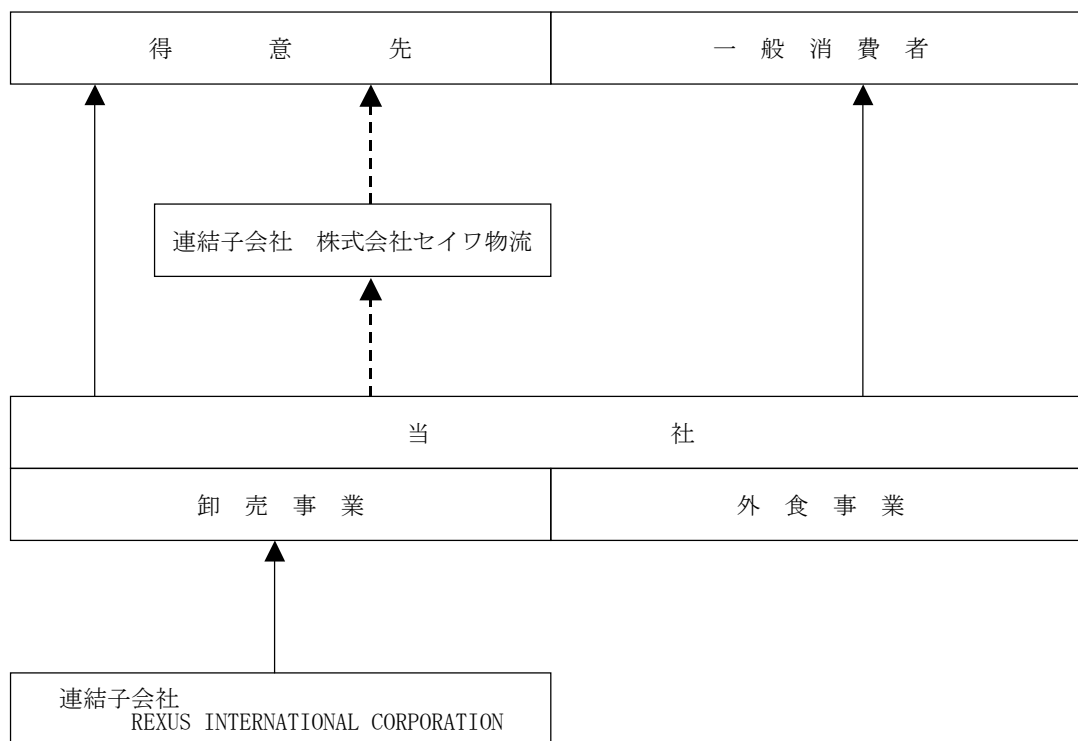 得意先
一般消費者
連結子会社　株式会社セイワ物流
当社
卸売事業
外食事業
連結子会社
REXUS INTERNATIONAL CORPORATION